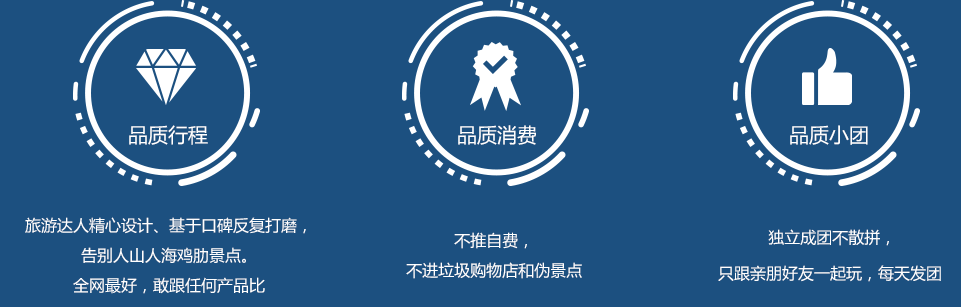 品质行程
旅游达人精心设计、基于口碑反复打磨，
告别人山人海鸡肋景点。
全网最好，敢跟任何产品比
品质消费
不推自费，
不进垃圾购物店和伪景点
品质小团
独立成团不散拼，
只跟亲朋好友一起玩，每天发团